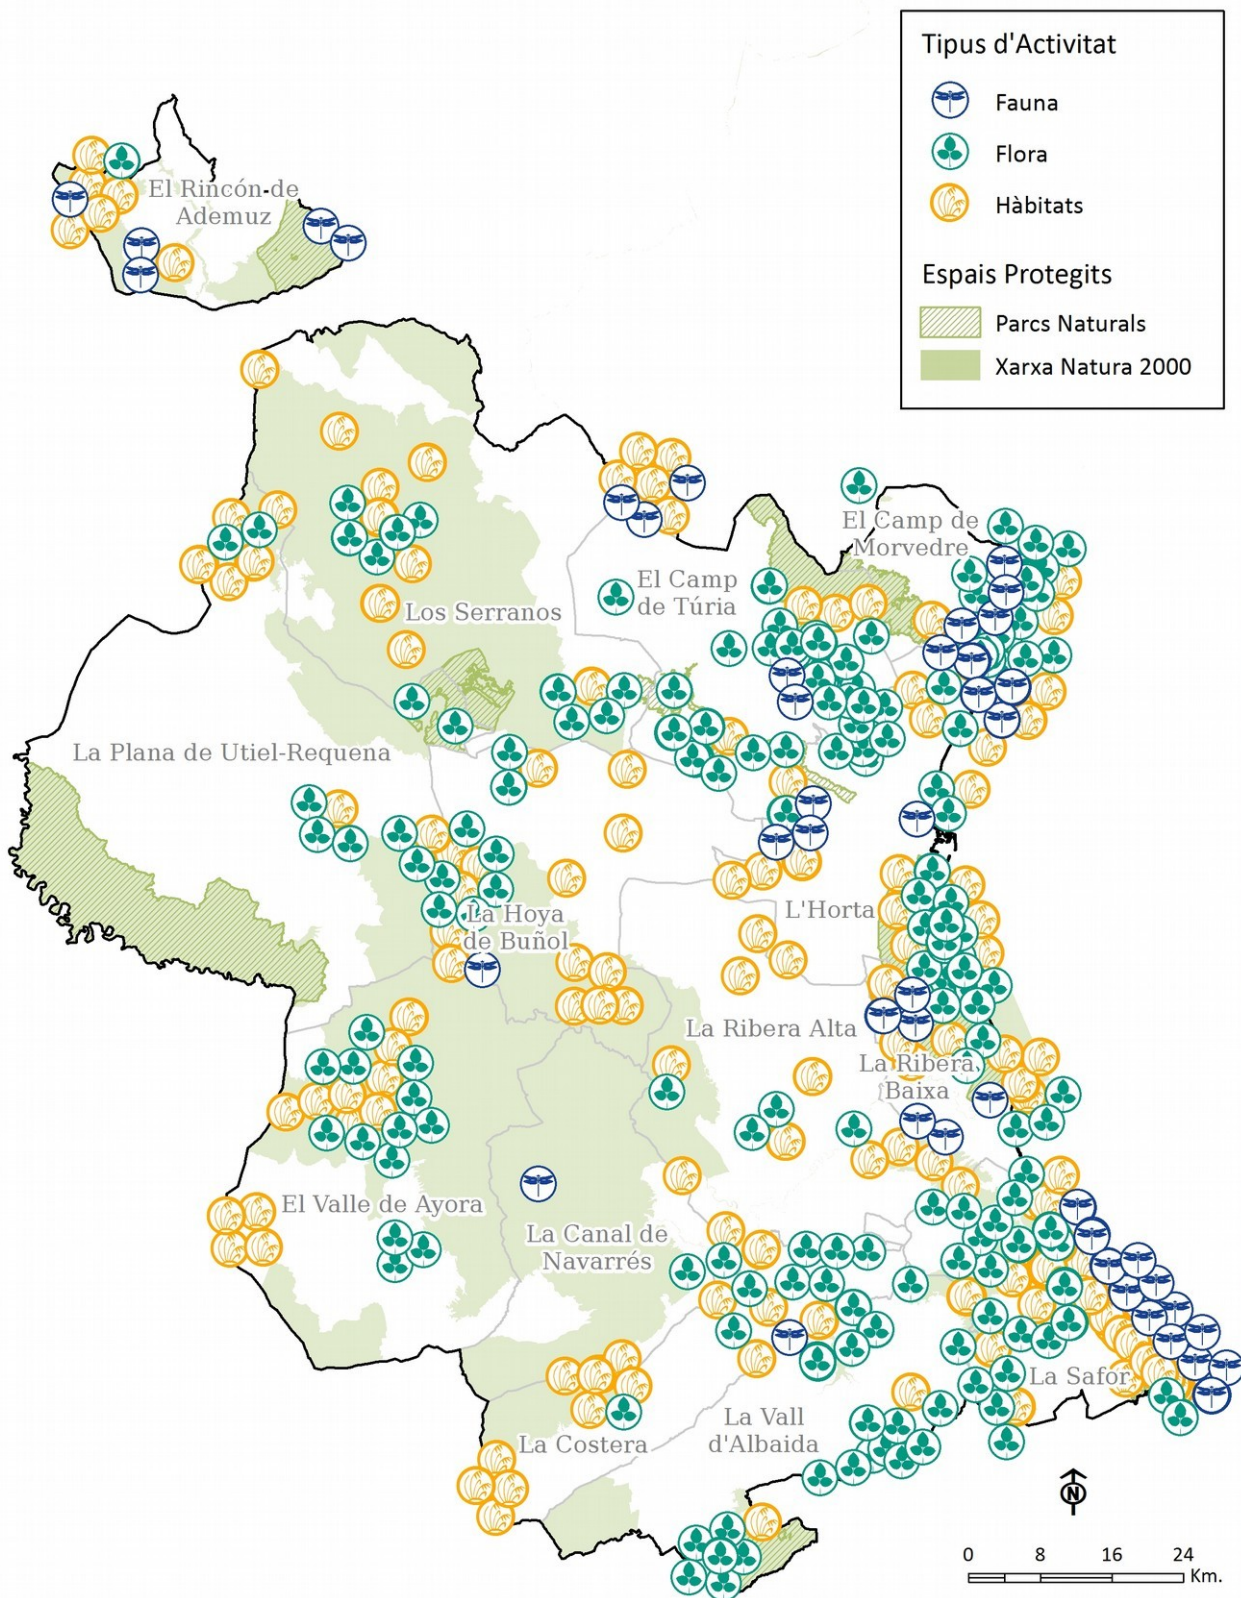 Tipus d'Activitat
Fauna
Flora
Hàbitats
Espais Protegits
Parcs Naturals
Xarxa Natura 2000
El Rincón de
Ademuz
El Camp de
Morvedre
El Camp
de Túria
Los Serranos
La Plana de Utiel-Requena
L'Horta
La Hoya
de Buñol
La Ribera Alta
La Ribera
Baixa
El Valle de Ayora
La Canal de
Navarrés
La Safor
La Vall
d'Albaida
La Costera
N
0 8 16 24
Km.